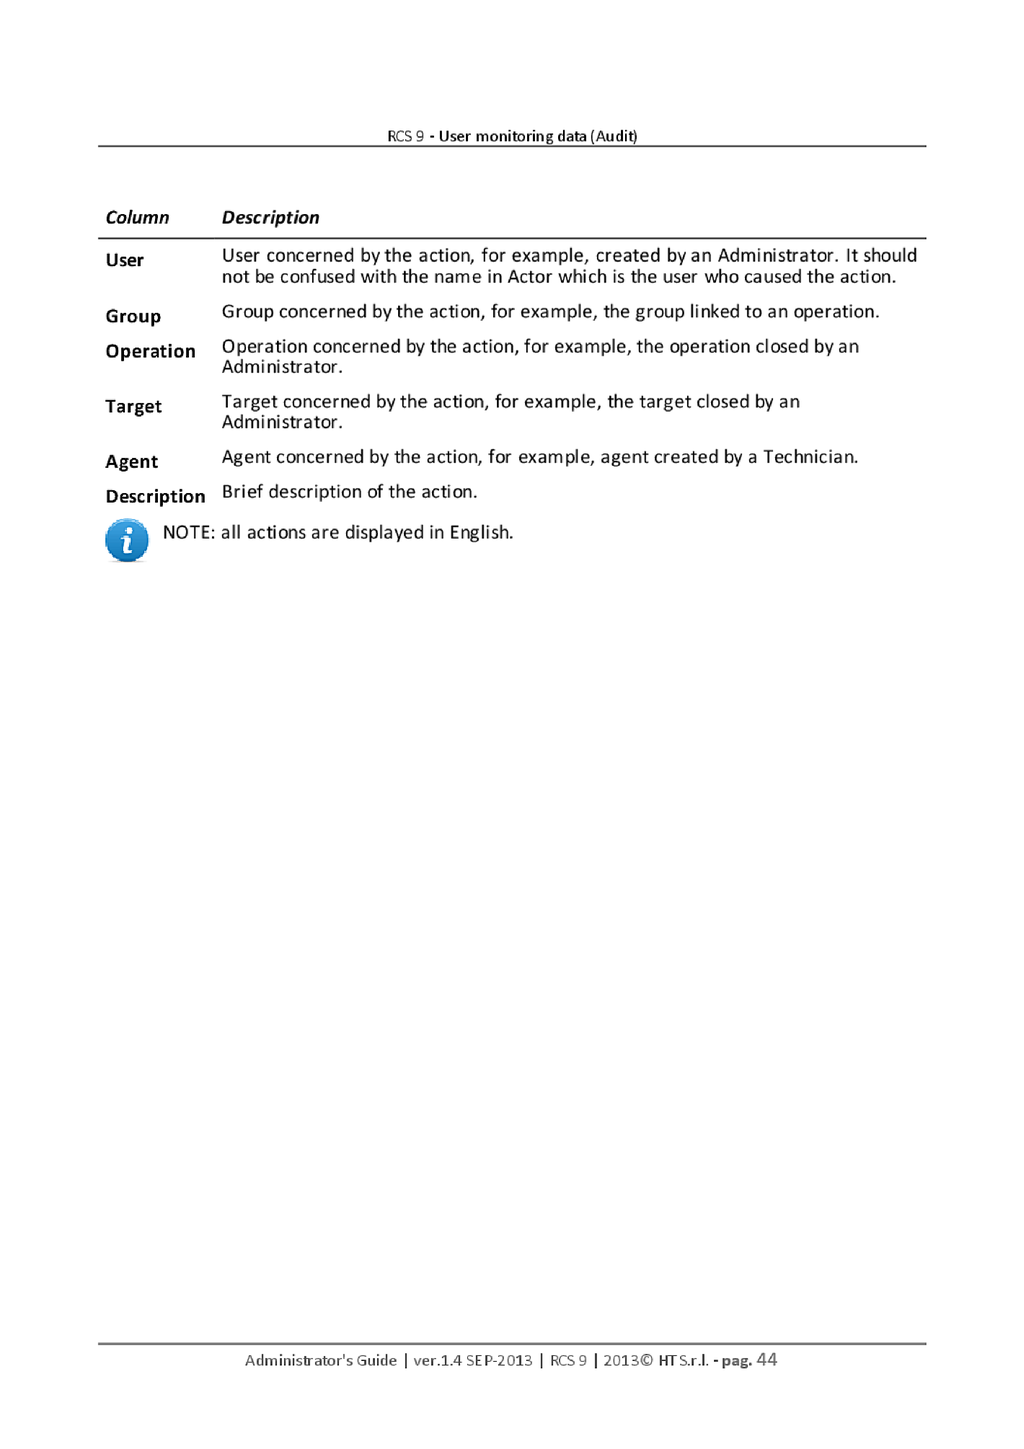 RCS 9 - User monitoring data (Audit)
Column Description
User User concerned by the action, for example, created by an Administrator. It should
not be confused with the name in Actor which is the user who caused the action.
Group Group concerned by the action, for example, the group linked to an operation.
Operation Operation concerned by the action, for example, the operation closed by an
Administrator.
Target Target concerned by the action, for example, the target closed by an
Administrator.
Agent Agent concerned by the action, for example, agent created by a Technician.
Description Brief description of the action.
NOTE: all actions are displayed in English.
Administrator's Guide | ver.1.4 SEP-2013 | RCS 9 | 2013© HT S.r.l. - pag. 44